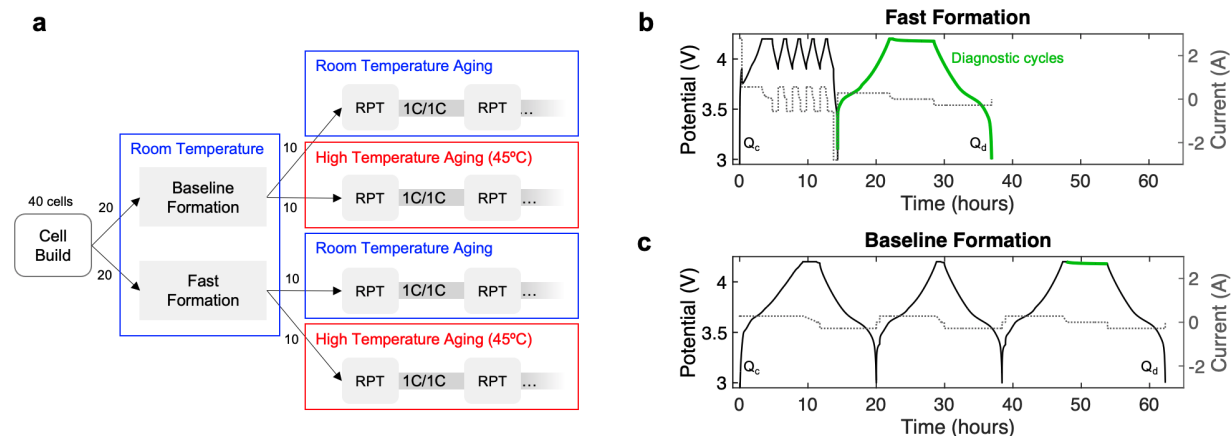 a
40 cells
Cell
Build
20
20
Room Temperature
Baseline
Formation
Fast
Formation
10
10
10
10
Room Temperature Aging
RPT
1C/1C
RPT
...
High Temperature Aging (45ºC)
RPT
1C/1C
RPT
...
Room Temperature Aging
RPT
1C/1C
RPT
...
High Temperature Aging (45ºC)
RPT
1C/1C
RPT
...
b
Fast Formation
Potential (V)
4
3.5
3
Diagnostic cycles
Qc
Qd
2
0
-2
Current (A)
0
10
20
30
40
50
60
Time (hours)
c
Baseline Formation
Potential (V)
4
3.5
3
Qc
Qd
2
0
-2
Current (A)
0
10
20
30
40
50
60
Time (hours)